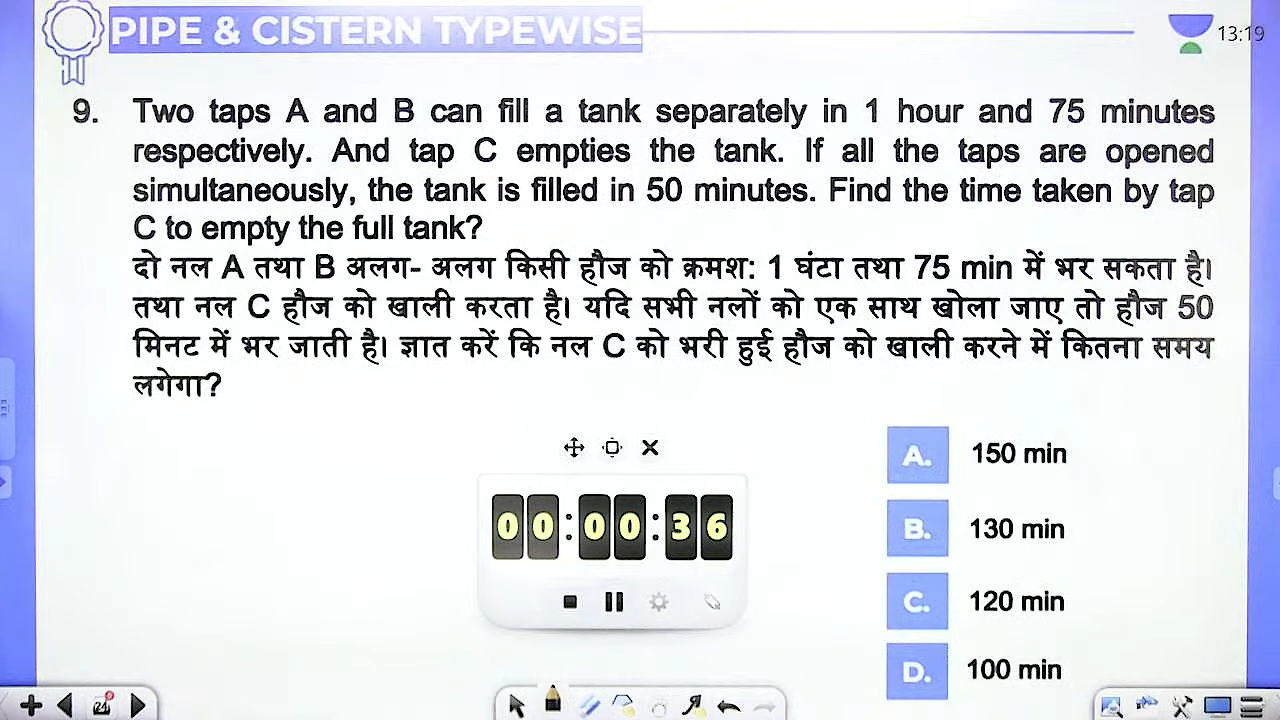 PIPE & CISTERN TYPEWISE
13:19
9. Two taps A and B can fill a tank separately in 1 hour and 75 minutes
respectively. And tap C empties the tank. If all the taps are opened
simultaneously, the tank is filled in 50 minutes. Find the time taken by tap
C to empty the full tank?
दो नल A तथा B अलग- अलग किसी हौज को क्रमश: 1 घंटा तथा 75 min में भर सकता है।
तथा नल C हौज को खाली करता है। यदि सभी नलों को एक साथ खोला जाए तो हौज 50
मिनट में भर जाती है। ज्ञात करें कि नल C को भरी हुई हौज को खाली करने में कितना समय
लगेगा?
A. 150 min
00:00:36
B. 130 min
C. 120 min
D. 100 min